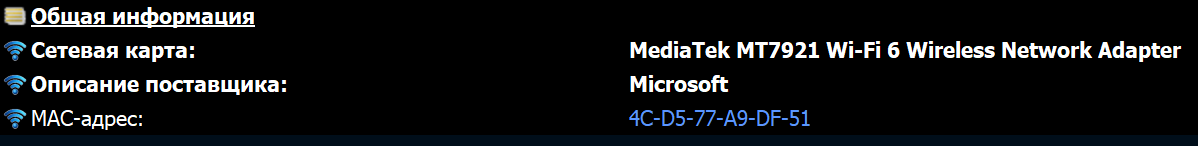 Общая информация
Сетевая карта: MediaTek MT7921 Wi-Fi 6 Wireless Network Adapter
Описание поставщика: Microsoft
MAC-адрес: 4C-D5-77-A9-DF-51